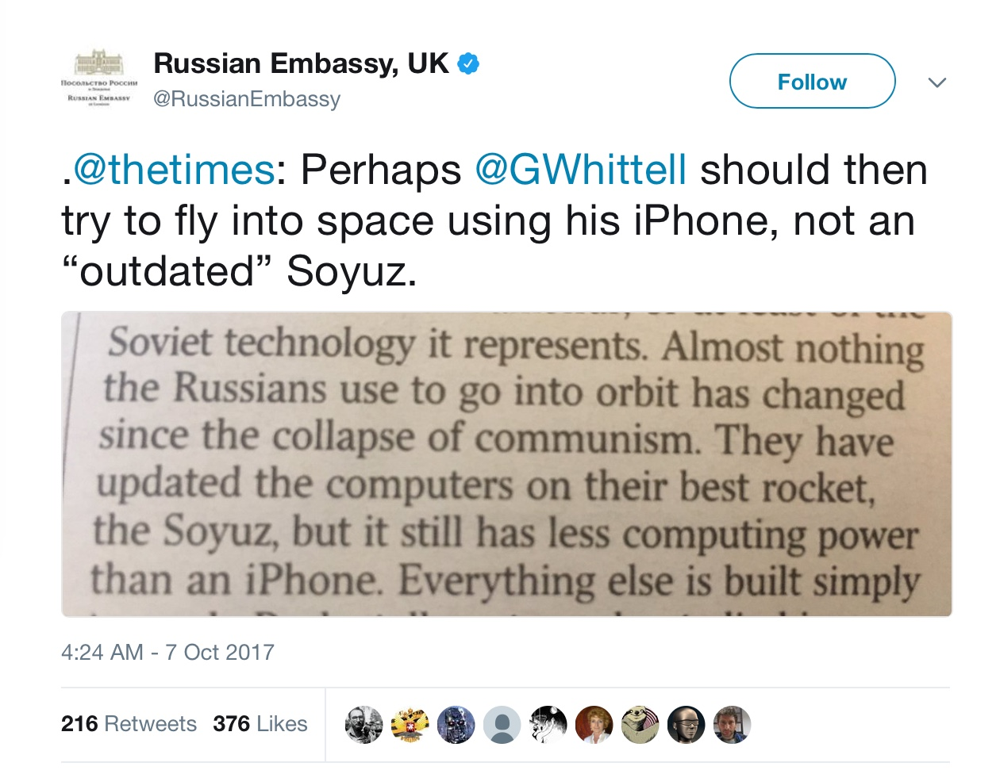 Russian Embassy, UK
ПОСОЛЬСТВО РОССИИ
RUSSIAN EMBASSY
@RussianEmbassy
Follow
.@thetimes: Perhaps @GWhittell should then
try to fly into space using his iPhone, not an
“outdated” Soyuz.
Soviet technology it represents. Almost nothing
the Russians use to go into orbit has changed
since the collapse of communism. They have
updated the computers on their best rocket,
the Soyuz, but it still has less computing power
than an iPhone. Everything else is built simply
4:24 AM - 7 Oct 2017
216 Retweets 376 Likes